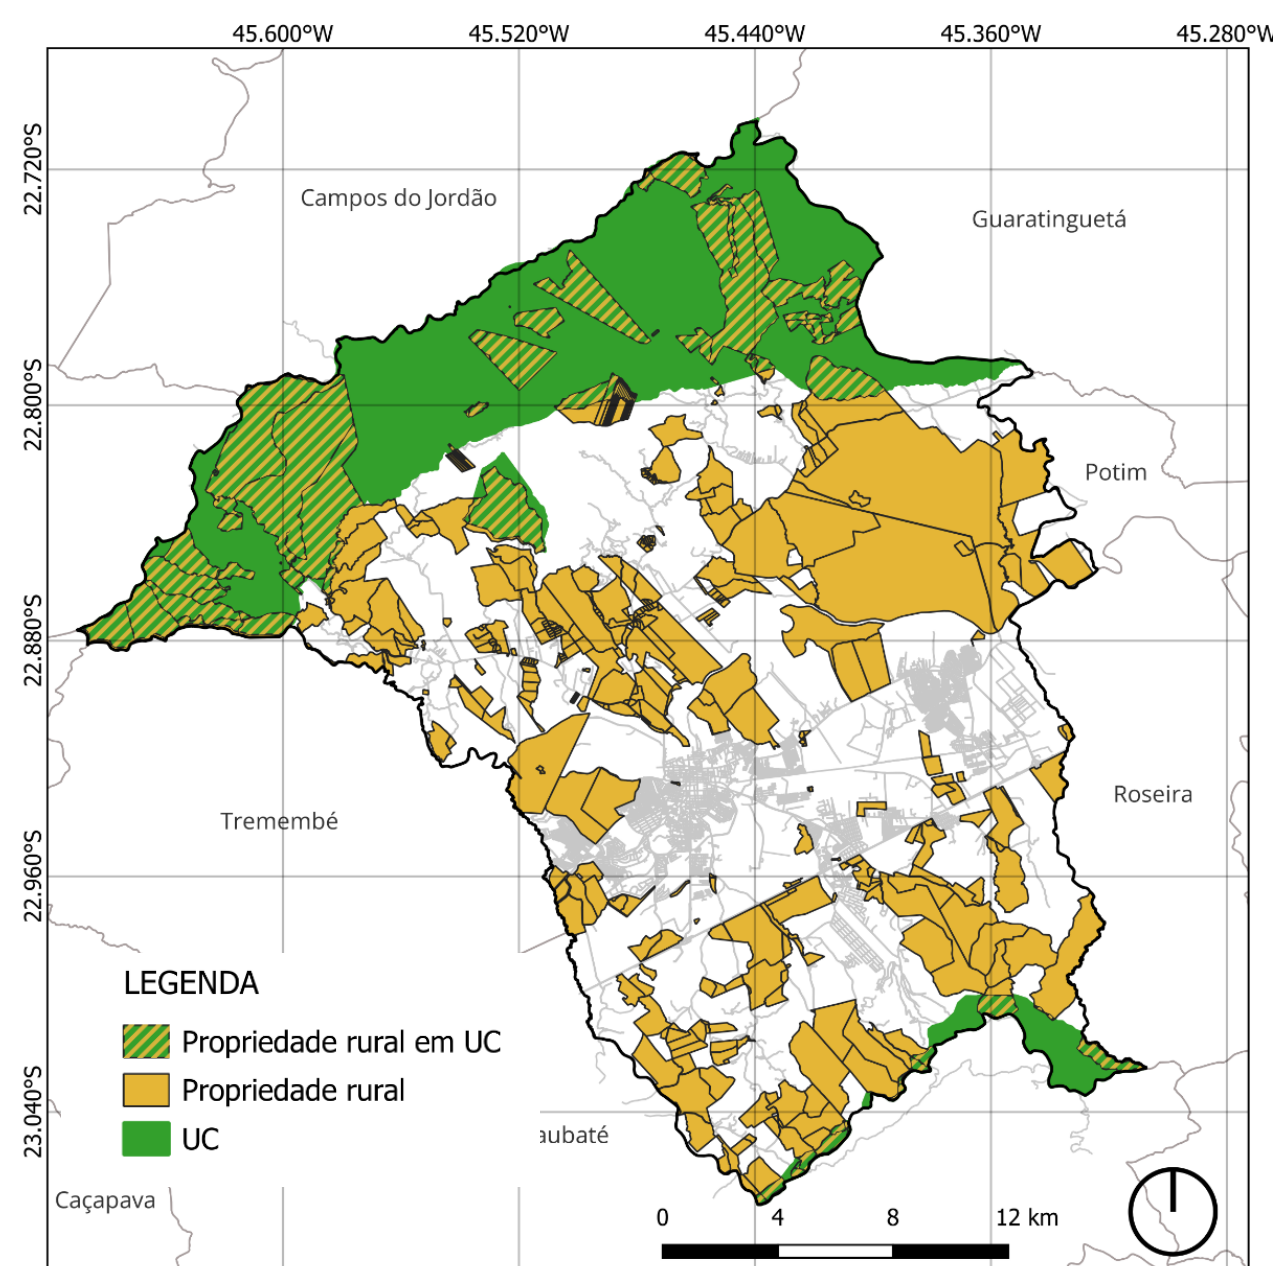 45.600°W 45.520°W 45.440°W 45.360°W 45.280°W
22.720°S
Campos do Jordão
Guaratinguetá
22.800°S
Potim
22.880°S
Roseira
Tremembé
22.960°S
LEGENDA
Propriedade rural em UC
Propriedade rural
UC
23.040°S
aubaté
Caçapava
0 4 8 12 km